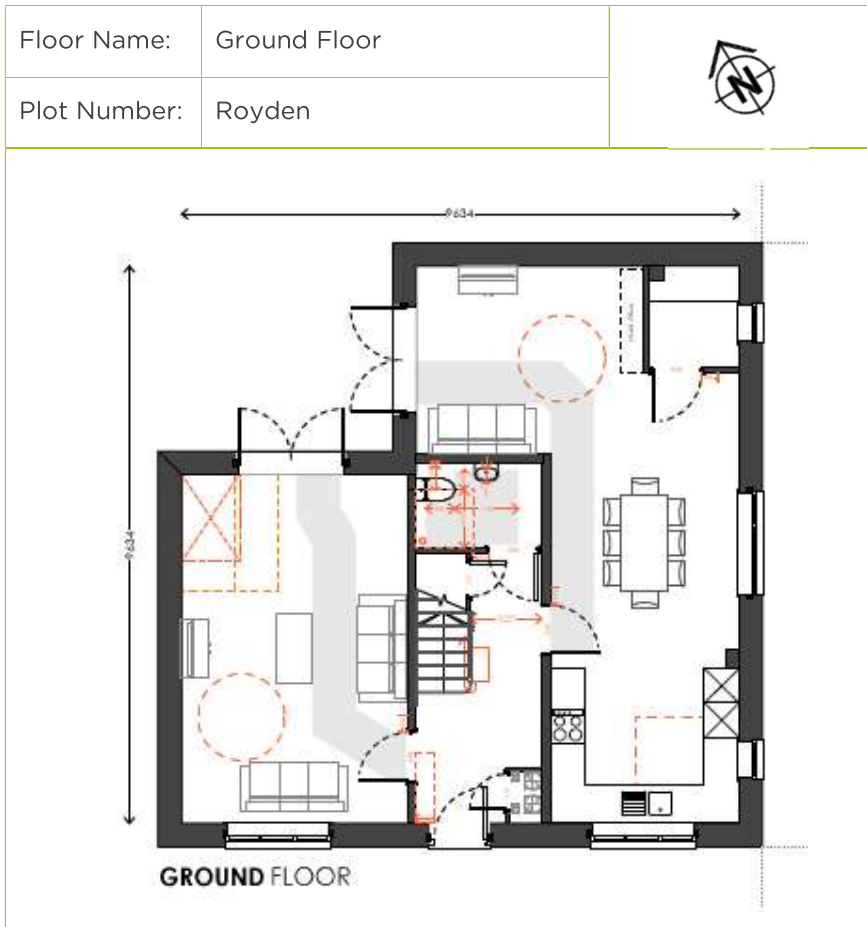 Floor Name: Ground Floor
N
Plot Number: Royden
9634
9634
GROUND FLOOR